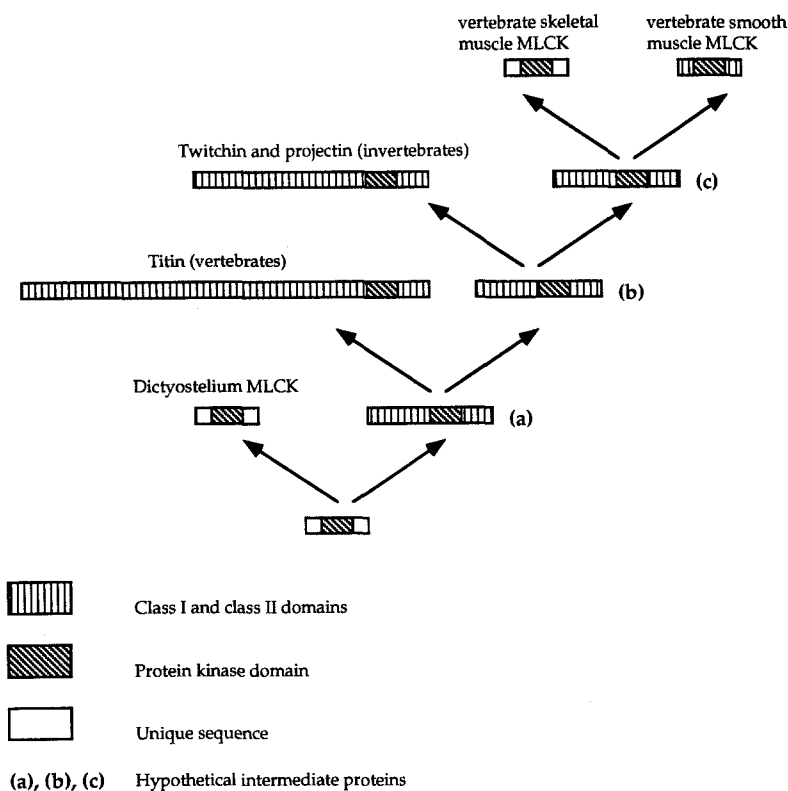 vertebrate skeletal
muscle MLCK
vertebrate smooth
muscle MLCK
Twitchin and projectin (invertebrates)
(c)
Titin (vertebrates)
(b)
Dictyostelium MLCK
(a)
Class I and class II domains
Protein kinase domain
Unique sequence
(a), (b), (c) Hypothetical intermediate proteins